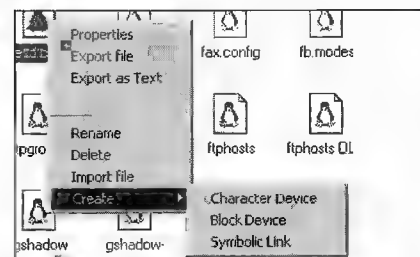 Properties
Export file
Export as Text
fax.config
fb.modes
Rename
Delete
Import file
Create
ftphosts
ftphosts OL
Character Device
Block Device
Symbolic Link
gshadow
gshadow-